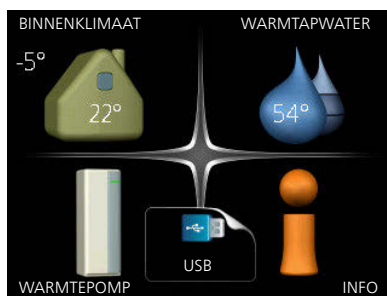 BINNENKLIMAAT
WARMTAPWATER
-5°
22°
54°
USB
WARMTEPOMP
INFO